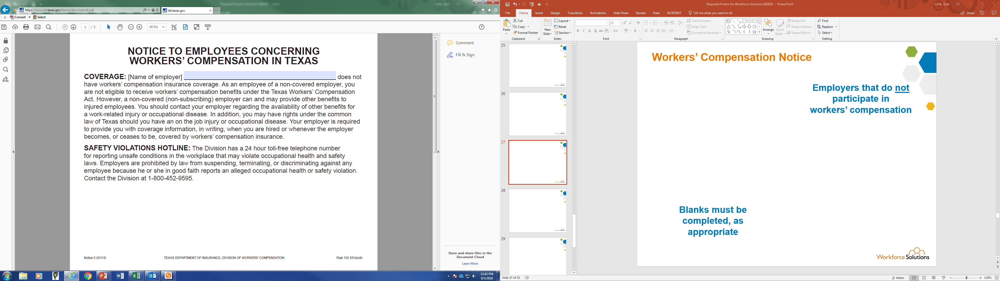 https://www.tdi.texas.gov/forms/dwc/notice5.pdf
tdi.texas.gov
x Convert Select
1 / 2
97.5%
NOTICE TO EMPLOYEES CONCERNING
WORKERS’ COMPENSATION IN TEXAS
COVERAGE: [Name of employer] does not
have workers’ compensation insurance coverage. As an employee of a non-covered employer, you
are not eligible to receive workers’ compensation benefits under the Texas Workers’ Compensation
Act. However, a non-covered (non-subscribing) employer can and may provide other benefits to
injured employees. You should contact your employer regarding the availability of other benefits for
a work-related injury or occupational disease. In addition, you may have rights under the common
law of Texas should you have an on the job injury or occupational disease. Your employer is required
to provide you with coverage information, in writing, when you are hired or whenever the employer
becomes, or ceases to be, covered by workers’ compensation insurance.
SAFETY VIOLATIONS HOTLINE: The Division has a 24 hour toll-free telephone number
for reporting unsafe conditions in the workplace that may violate occupational health and safety
laws. Employers are prohibited by law from suspending, terminating, or discriminating against any
employee because he or she in good faith reports an alleged occupational health or safety violation.
Contact the Division at 1-800-452-9595.
Notice 5 (01/13)
TEXAS DEPARTMENT OF INSURANCE, DIVISION OF WORKERS' COMPENSATION
Rule 110.101(e)(4)
Comment
Fill & Sign
Store and share files in the
Document Cloud
Learn More
12:42 PM
9/5/2018
Required Posters for Workforce Solutions 083018 - PowerPoint
Cook, Bobi
File Home Insert Design Transitions Animations Slide Show Review View ACROBAT Tell me what you want to do
Share
Paste
Cut
Copy
Format Painter
Clipboard
New
Slide
Layout
Reset
Section
Slides
22
Font
Text Direction
Align Text
Convert to SmartArt
Paragraph
Arrange
Quick
Styles
Shape Fill
Shape Outline
Shape Effects
Drawing
Find
Replace
Select
Editing
25
26
27
28
29
Workers’ Compensation Notice
Employers that do not
participate in
workers’ compensation
Blanks must be
completed, as
appropriate
Workforce Solutions
Slide 27 of 32
Notes
120%